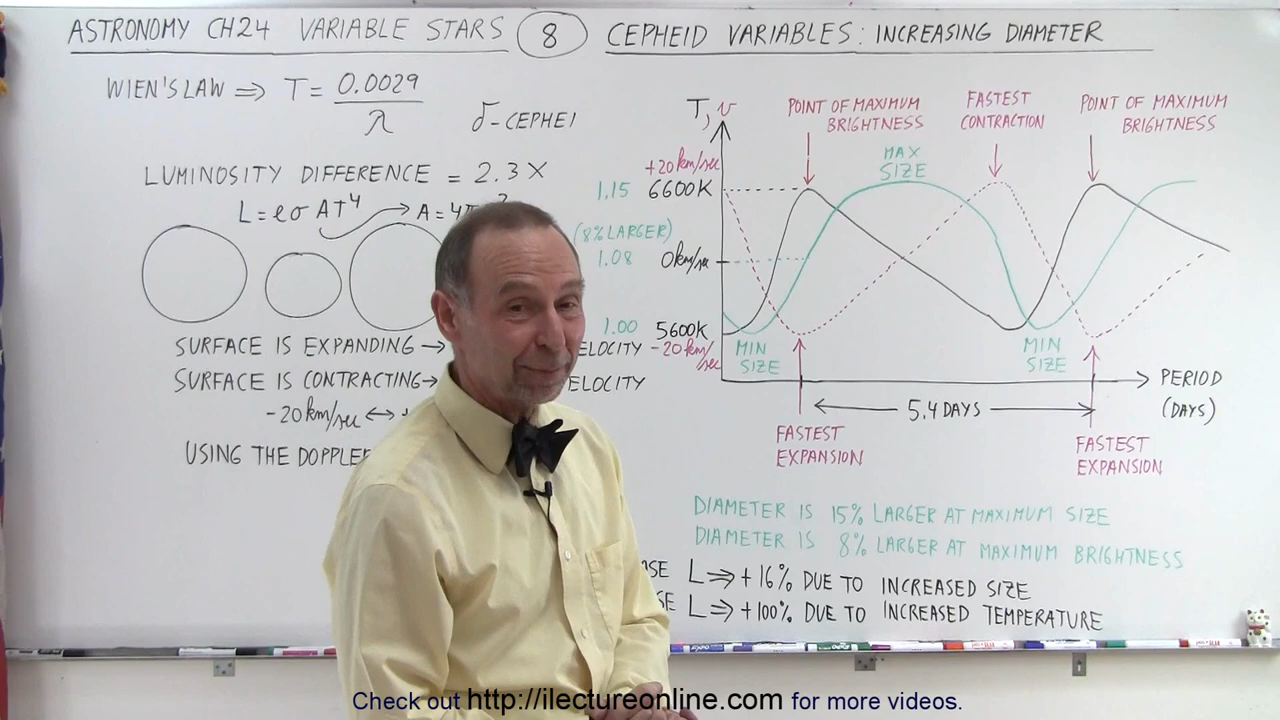 ASTRONOMY CH24 VARIABLE STARS 8 CEPHEID VARIABLES: INCREASING DIAMETER
WIEN'S LAW ⇒ T = 0.0029
λ
δ-CEPHEI
LUMINOSITY DIFFERENCE = 2.3 X
L = eσAT⁴ → A = 4π
SURFACE IS EXPANDING →
ELOCITY
SURFACE IS CONTRACTING →
ELOCITY
-20 km/sec ↔ +
USING THE DOPPLER
T, v
POINT OF MAXIMUM
BRIGHTNESS
FASTEST
CONTRACTION
POINT OF MAXIMUM
BRIGHTNESS
MAX
SIZE
+20 km/sec
1.15 6600K
(8% LARGER)
1.08 0 km/sec
1.00 5600K
-20 km/sec
MIN
SIZE
MIN
SIZE
PERIOD
(DAYS)
5.4 DAYS
FASTEST
EXPANSION
FASTEST
EXPANSION
DIAMETER IS 15% LARGER AT MAXIMUM SIZE
DIAMETER IS 8% LARGER AT MAXIMUM BRIGHTNESS
ASE L ⇒ +16% DUE TO INCREASED SIZE
SE L ⇒ +100% DUE TO INCREASED TEMPERATURE
Check out http://ilectureonline.com for more videos.